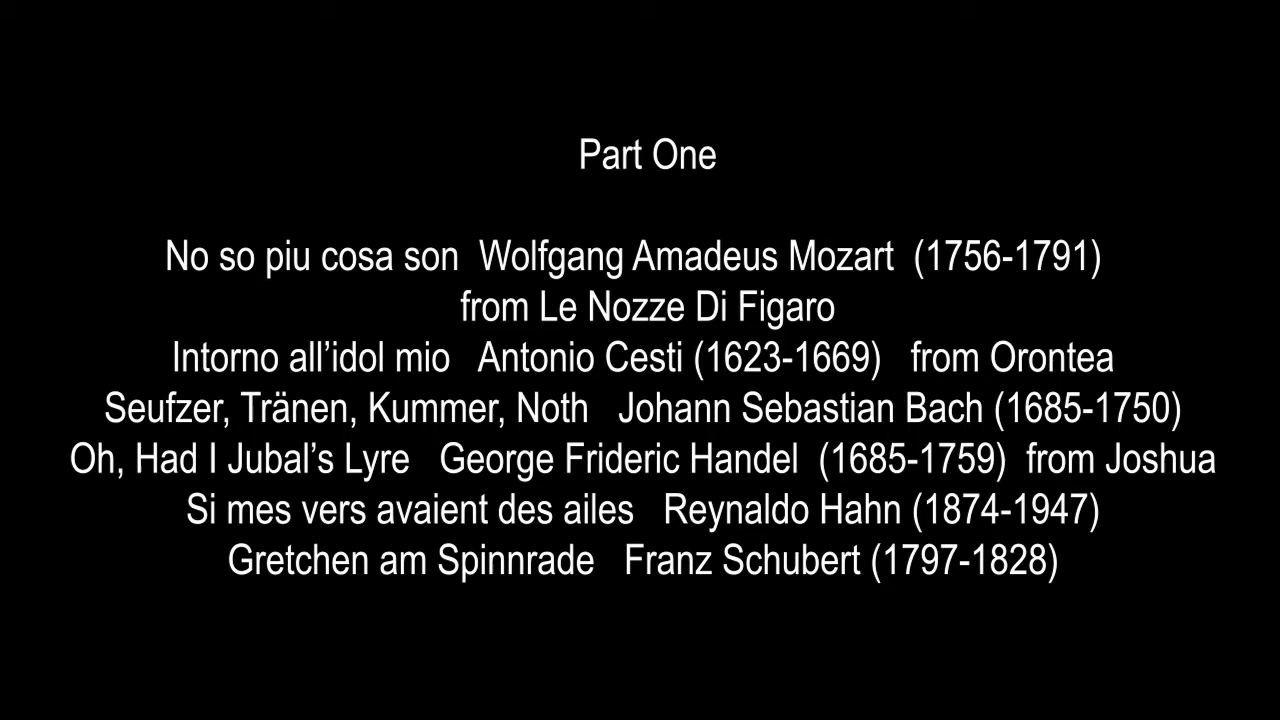 Part One
No so piu cosa son Wolfgang Amadeus Mozart (1756-1791)
from Le Nozze Di Figaro
Intorno all’idol mio Antonio Cesti (1623-1669) from Orontea
Seufzer, Tränen, Kummer, Noth Johann Sebastian Bach (1685-1750)
Oh, Had I Jubal’s Lyre George Frideric Handel (1685-1759) from Joshua
Si mes vers avaient des ailes Reynaldo Hahn (1874-1947)
Gretchen am Spinnrade Franz Schubert (1797-1828)